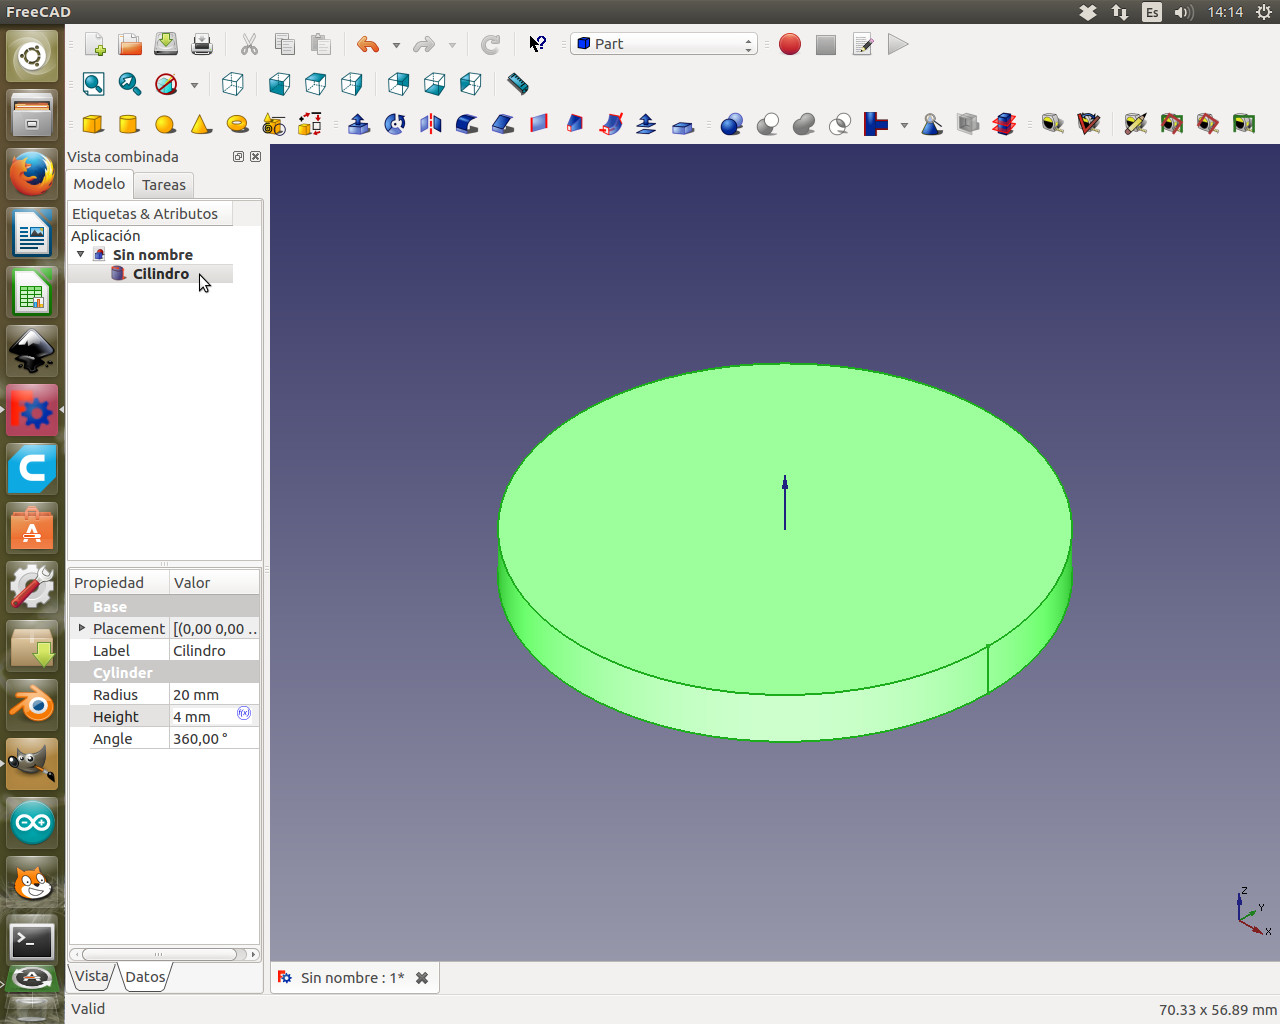 FreeCAD
Es
14:14
Part
Vista combinada
Modelo
Tareas
Etiquetas & Atributos
Aplicación
Sin nombre
Cilindro
Propiedad
Valor
Base
Placement
[(0,00 0,00 ..
Label
Cilindro
Cylinder
Radius
20 mm
Height
4 mm
f(x)
Angle
360,00 °
Vista
Datos
Sin nombre : 1*
Z
Y
X
Valid
70.33 x 56.89 mm